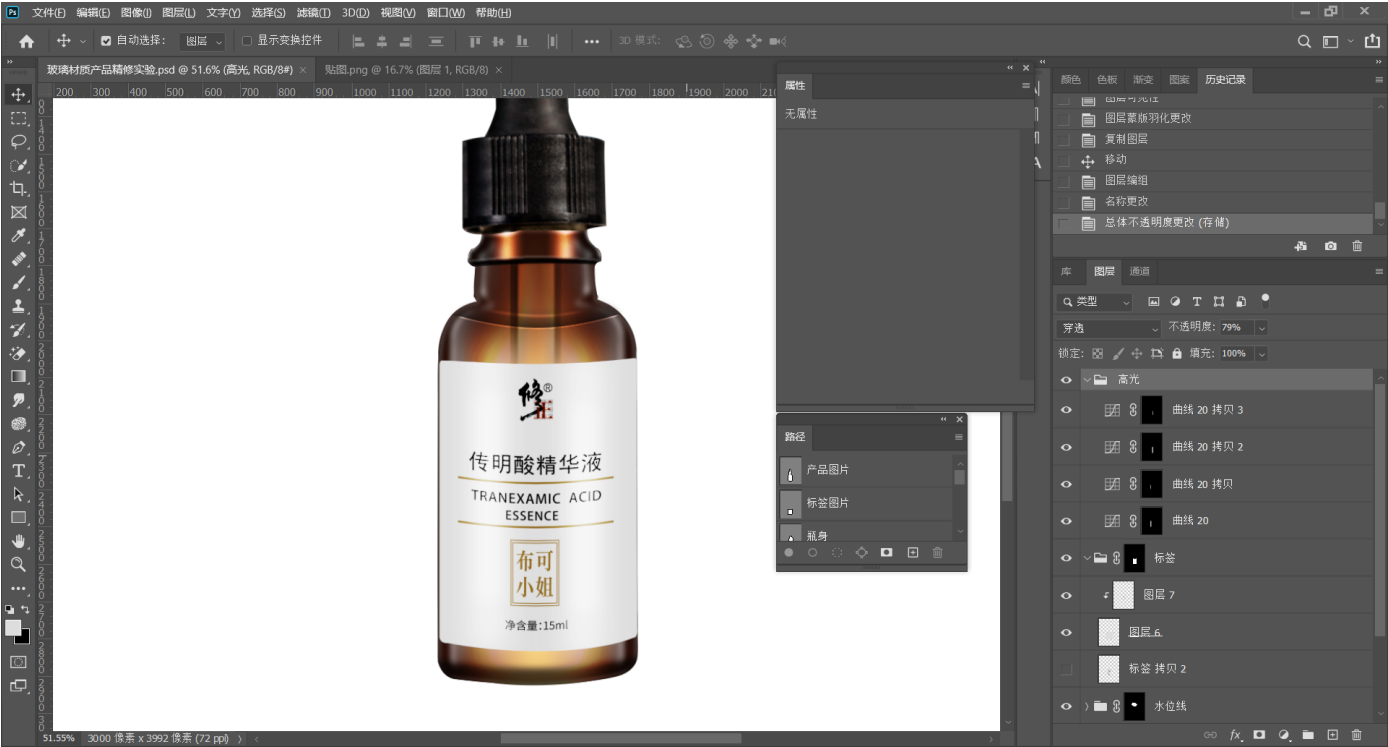 Ps 文件(F) 编辑(E) 图像(I) 图层(L) 文字(Y) 选择(S) 滤镜(T) 3D(D) 视图(V) 窗口(W) 帮助(H)
自动选择: 图层 显示变换控件 3D 模式:
玻璃材质产品精修实验.psd @ 51.6% (高光, RGB/8#) × 贴图.png @ 16.7% (图层 1, RGB/8) ×
200 300 400 500 600 700 800 900 1000 1100 1200 1300 1400 1500 1600 1700 1800 1900 2000
修正®
传明酸精华液
TRANEXAMIC ACID
ESSENCE
布可
小姐
净含量:15ml
51.55% 3000 像素 x 3992 像素 (72 ppi)
属性
无属性
路径
产品图片
标签图片
瓶身
颜色 色板 渐变 图案 历史记录
图层可见性
图层蒙版羽化更改
复制图层
移动
图层编组
名称更改
总体不透明度更改 (存储)
库 图层 通道
类型
穿透 不透明度: 79%
锁定: 填充: 100%
高光
曲线 20 拷贝 3
曲线 20 拷贝 2
曲线 20 拷贝
曲线 20
标签
图层 7
图层 6
标签 拷贝 2
水位线
fx